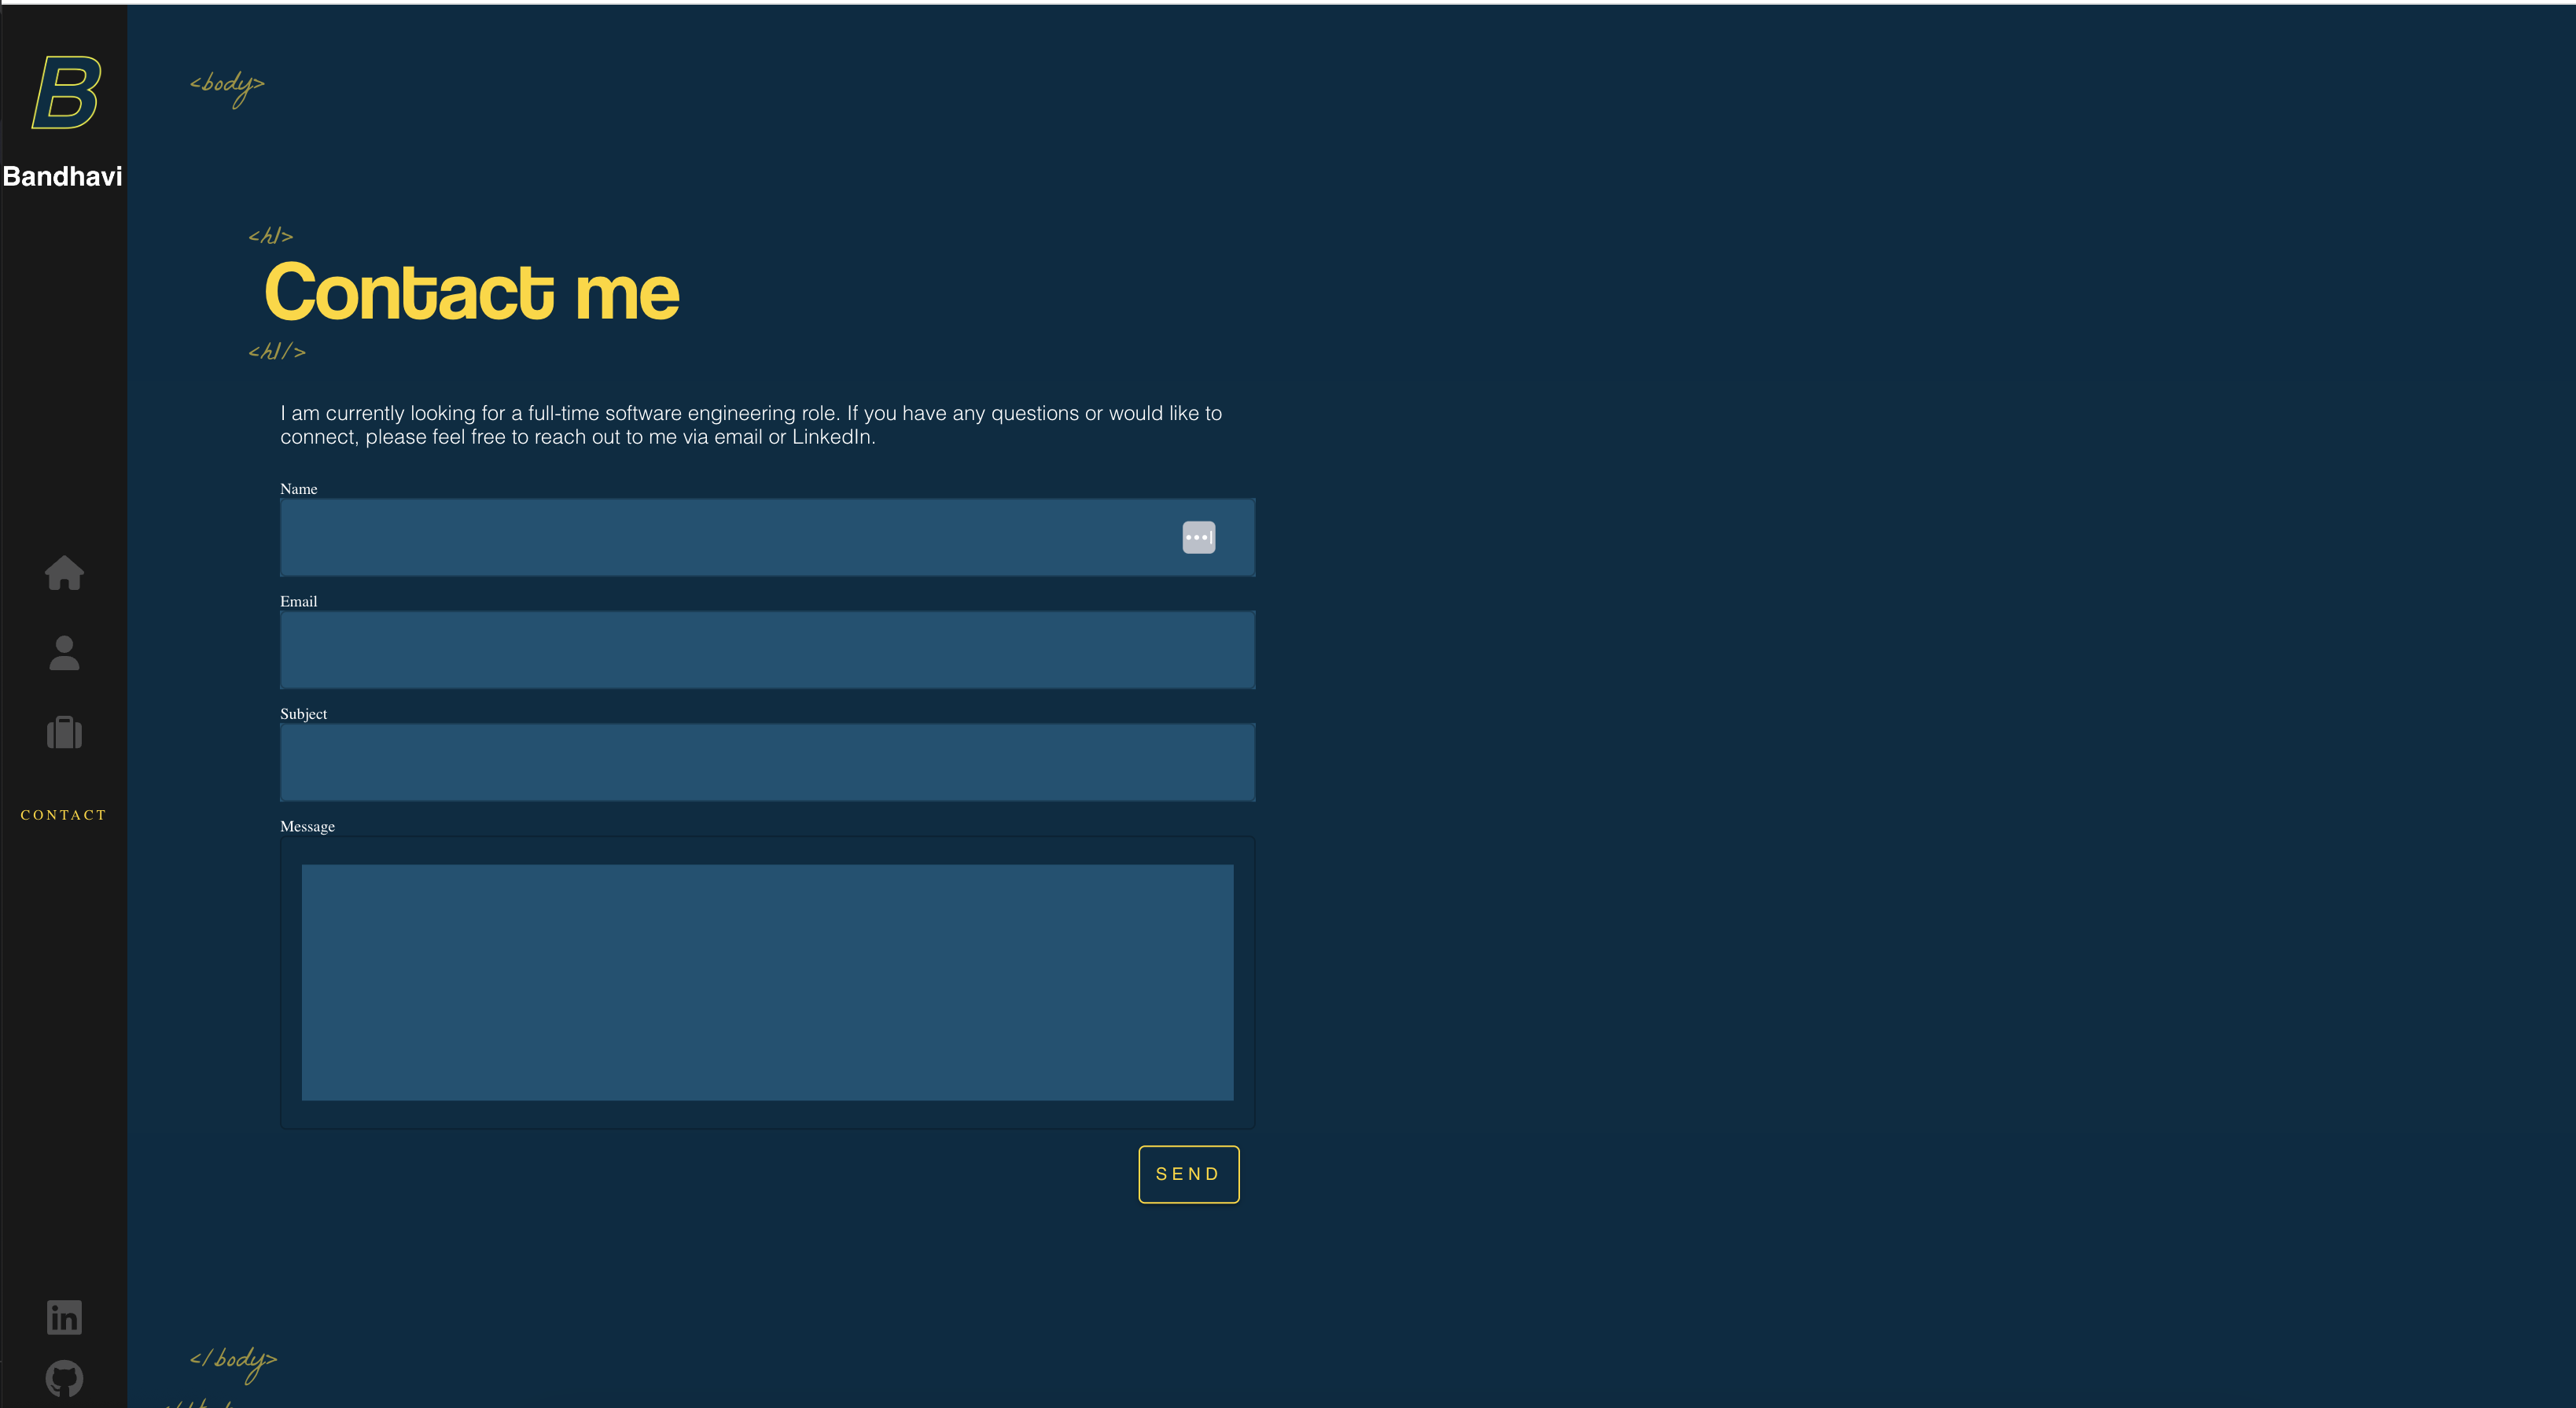 B
Bandhavi
<body>
<h1>
Contact me
<h1/>
I am currently looking for a full-time software engineering role. If you have any questions or would like to
connect, please feel free to reach out to me via email or LinkedIn.
Name
Email
Subject
Message
CONTACT
SEND
in
</body>